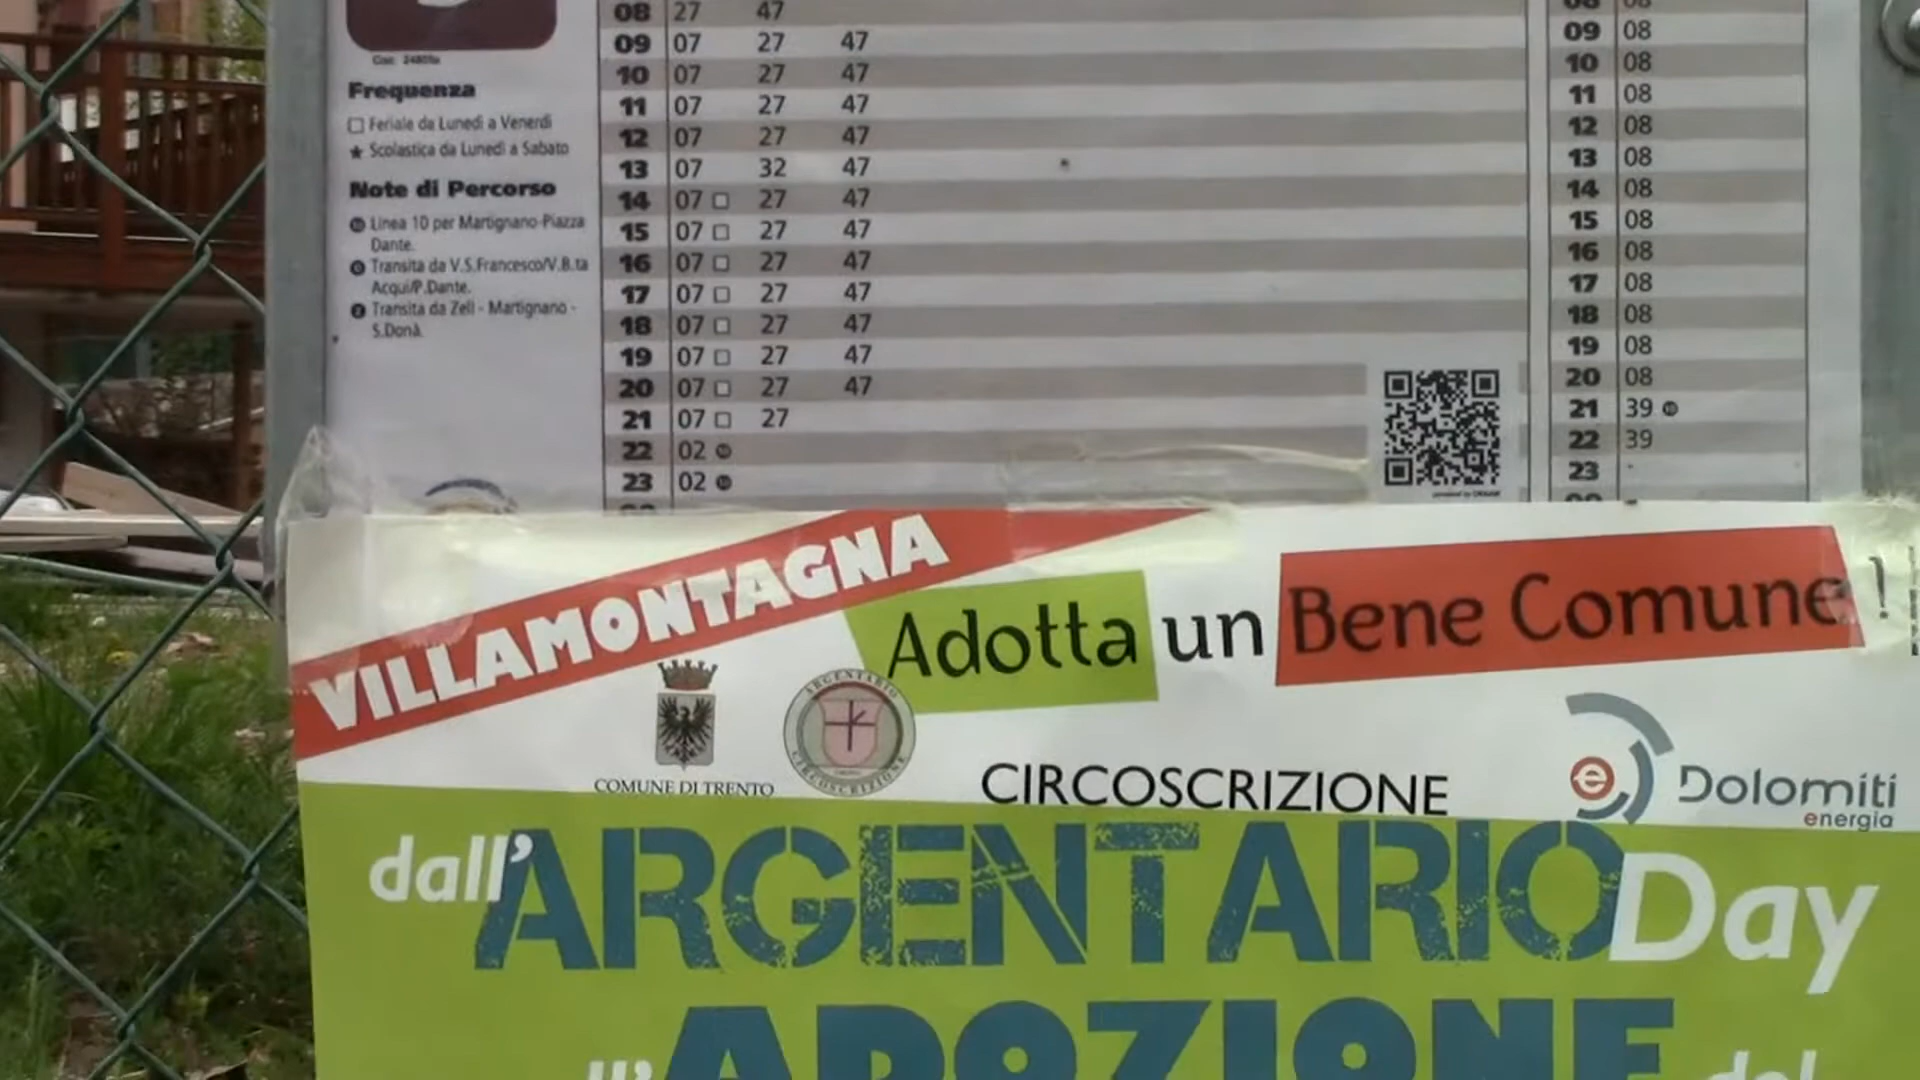 Frequenza
□ Feriale da Lunedì a Venerdì
★ Scolastica da Lunedì a Sabato
Note di Percorso
Linea 10 per Martignano-Piazza
Dante.
Transita da V.S.Francesco/V.B.ta
Acqui/P.Dante.
Transita da Zell - Martignano -
S.Donà.
08 27 47
09 07 27 47
10 07 27 47
11 07 27 47
12 07 27 47
13 07 32 47
14 07 □ 27 47
15 07 □ 27 47
16 07 □ 27 47
17 07 □ 27 47
18 07 □ 27 47
19 07 □ 27 47
20 07 □ 27 47
21 07 □ 27
22 02
23 02
08 08
09 08
10 08
11 08
12 08
13 08
14 08
15 08
16 08
17 08
18 08
19 08
20 08
21 39
22 39
23
VILLAMONTAGNA
Adotta un Bene Comune!
COMUNE DI TRENTO
ARGENTARIO
CIRCOSCRIZIONE
CIRCOSCRIZIONE
e Dolomiti
energia
dall'ARGENTARIO Day
l'ADOZIONE del